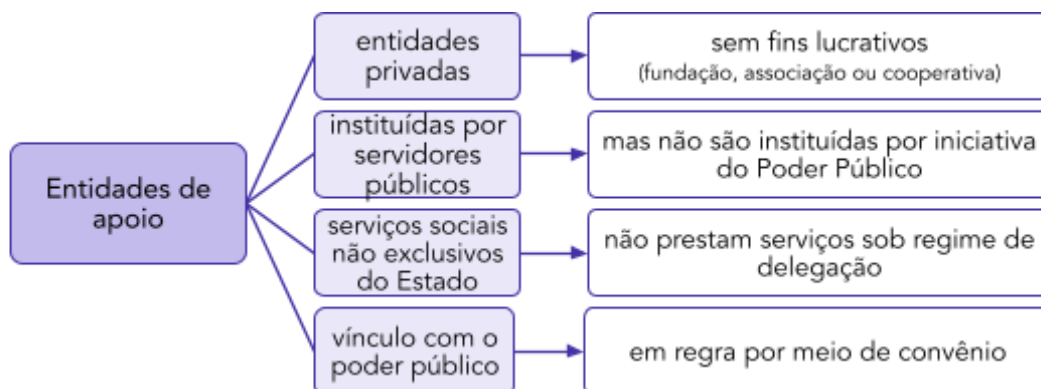 Entidades de
apoio
entidades
privadas
sem fins lucrativos
(fundação, associação ou cooperativa)
instituídas por
servidores
públicos
mas não são instituídas por iniciativa
do Poder Público
serviços sociais
não exclusivos
do Estado
não prestam serviços sob regime de
delegação
vínculo com o
poder público
em regra por meio de convênio